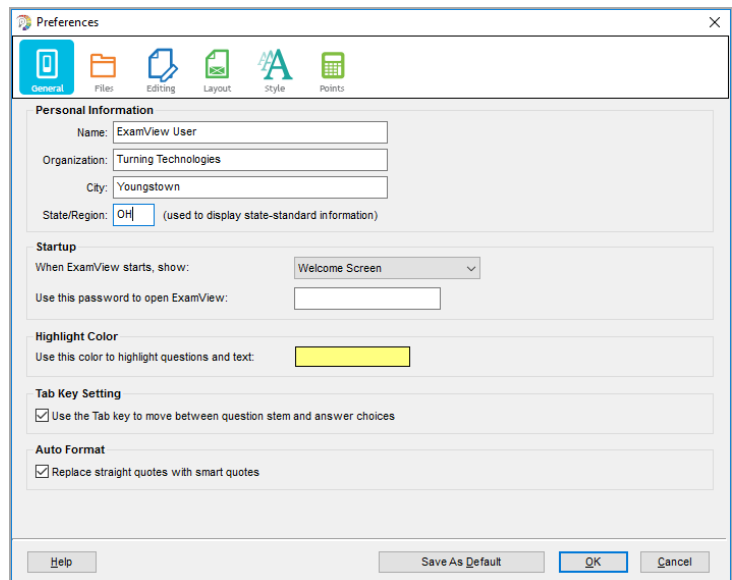 Preferences
General Files Editing Layout Style Points
Personal Information
Name: ExamView User
Organization: Turning Technologies
City: Youngstown
State/Region: OH (used to display state-standard information)
Startup
When ExamView starts, show: Welcome Screen
Use this password to open ExamView:
Highlight Color
Use this color to highlight questions and text:
Tab Key Setting
Use the Tab key to move between question stem and answer choices
Auto Format
Replace straight quotes with smart quotes
Help Save As Default OK Cancel